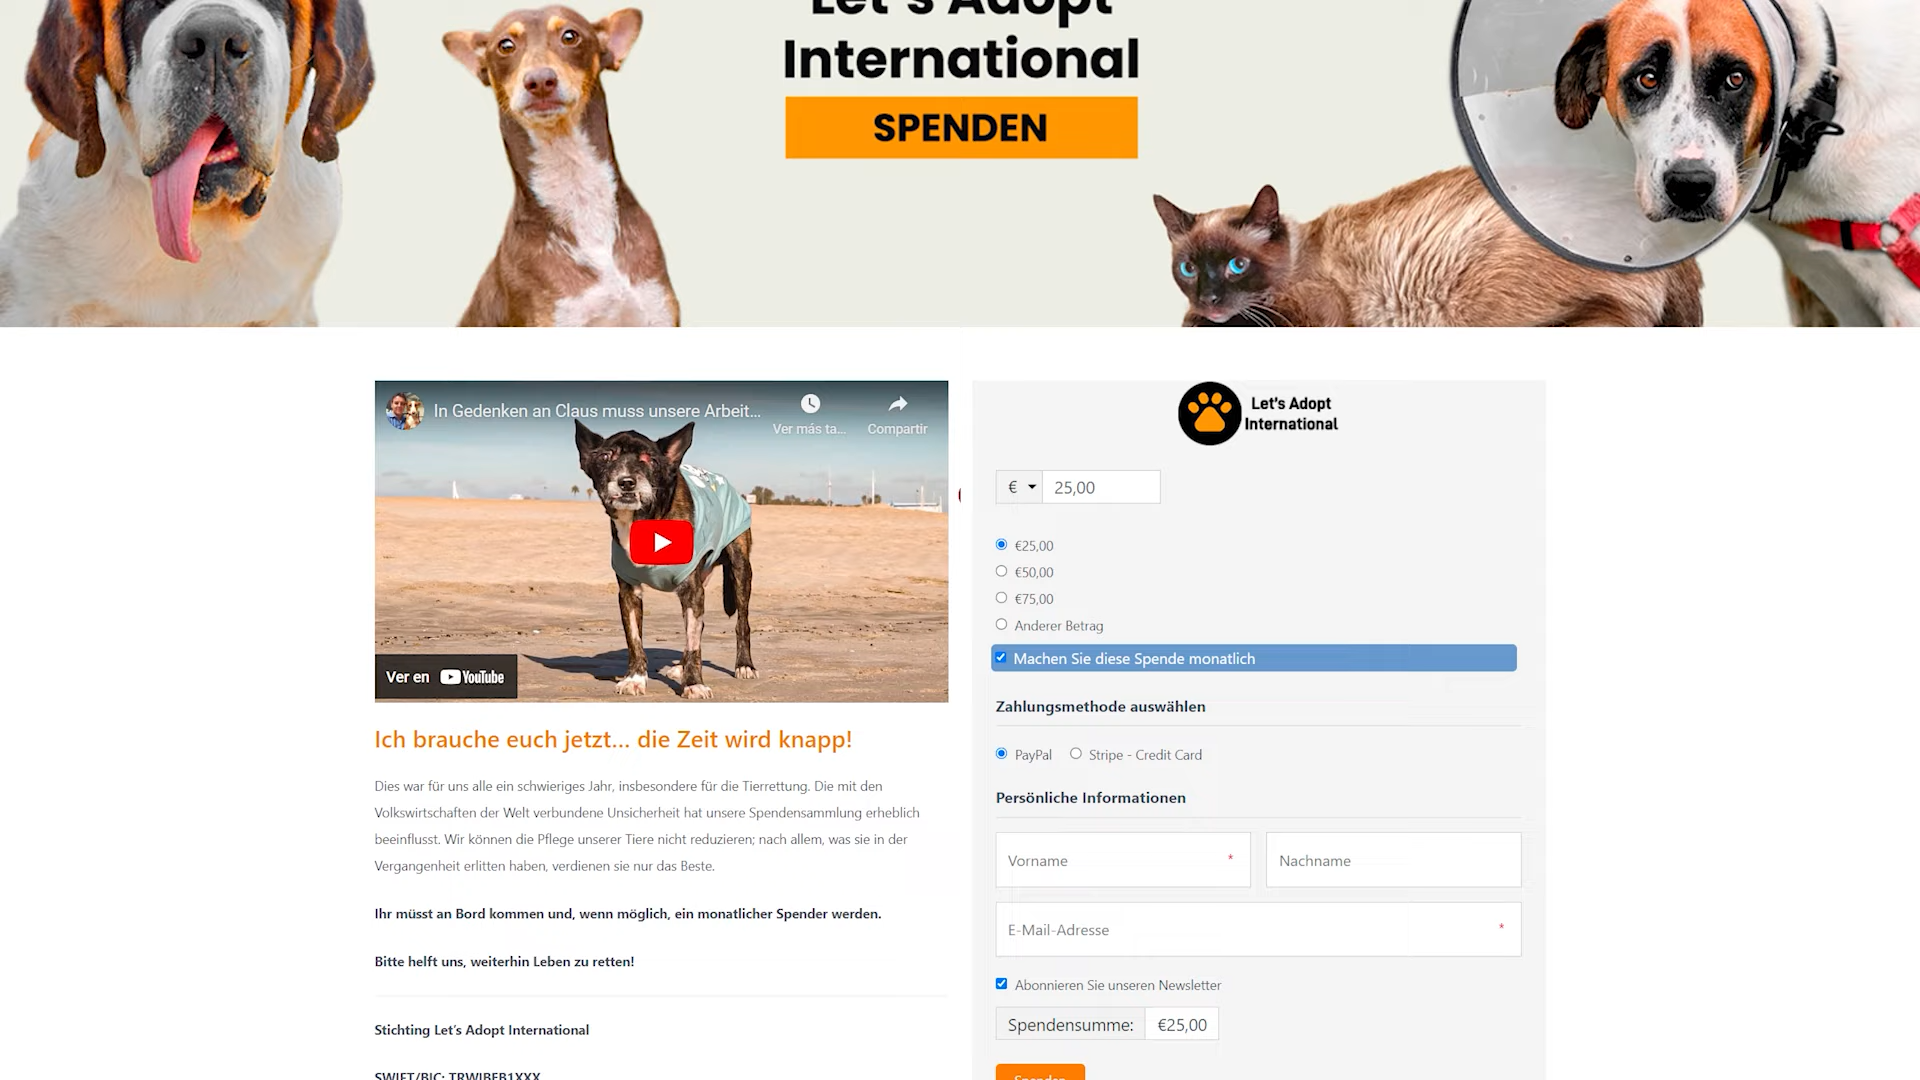 Let's Adopt
International
SPENDEN
In Gedenken an Claus muss unsere Arbeit...
Ver más ta...
Compartir
Ver en YouTube
Ich brauche euch jetzt... die Zeit wird knapp!
Dies war für uns alle ein schwieriges Jahr, insbesondere für die Tierrettung. Die mit den
Volkswirtschaften der Welt verbundene Unsicherheit hat unsere Spendensammlung erheblich
beeinflusst. Wir können die Pflege unserer Tiere nicht reduzieren; nach allem, was sie in der
Vergangenheit erlitten haben, verdienen sie nur das Beste.
Ihr müsst an Bord kommen und, wenn möglich, ein monatlicher Spender werden.
Bitte helft uns, weiterhin Leben zu retten!
Stichting Let's Adopt International
SWIFT/BIC: TRWIBEB1XXX
Let's Adopt
International
€ 25,00
€25,00
€50,00
€75,00
Anderer Betrag
Machen Sie diese Spende monatlich
Zahlungsmethode auswählen
PayPal Stripe - Credit Card
Persönliche Informationen
Vorname * Nachname
E-Mail-Adresse *
Abonnieren Sie unseren Newsletter
Spendensumme: €25,00
Spenden